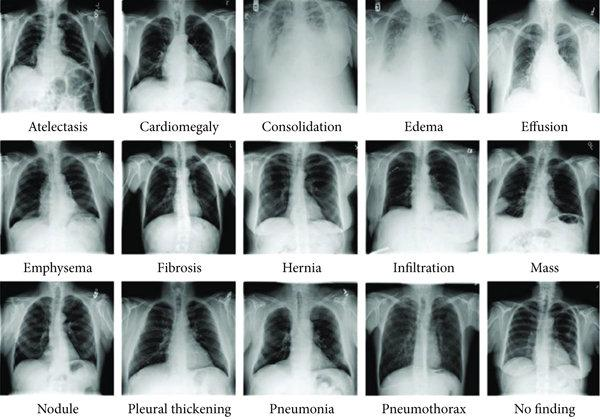 Atelectasis Cardiomegaly Consolidation Edema Effusion
Emphysema Fibrosis Hernia Infiltration Mass
Nodule Pleural thickening Pneumonia Pneumothorax No finding